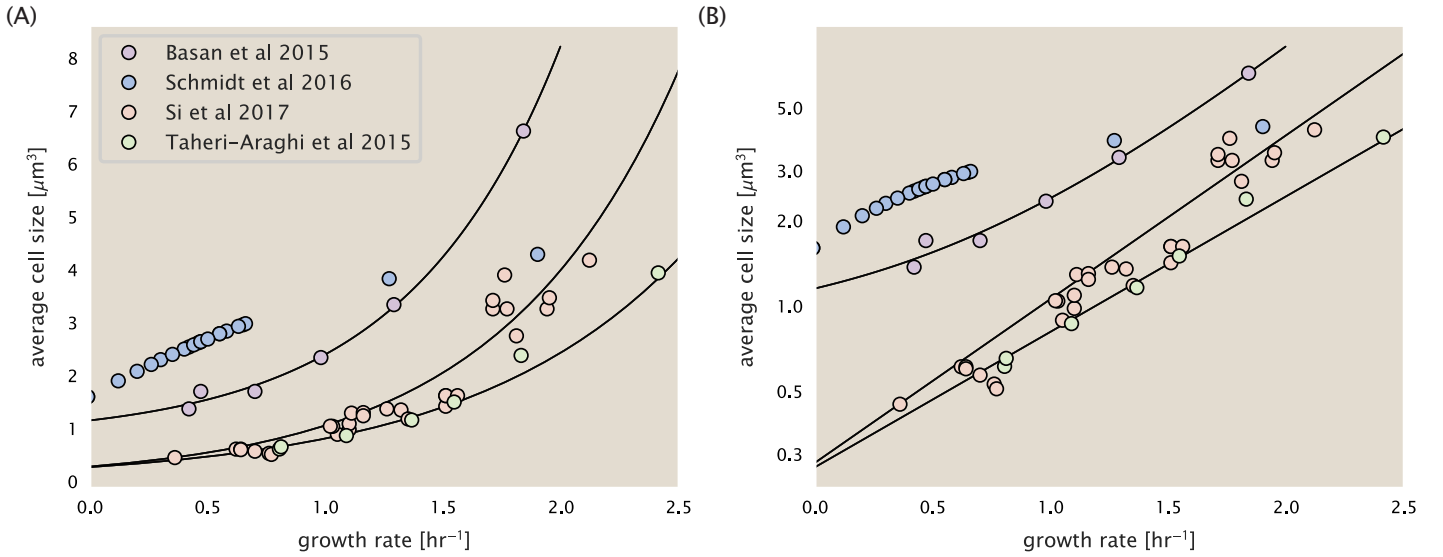 (A)
8
7
6
5
4
3
2
1
0
average cell size [μm³]
Basan et al 2015
Schmidt et al 2016
Si et al 2017
Taheri–Araghi et al 2015
0.0 0.5 1.0 1.5 2.0 2.5
growth rate [hr⁻¹]
(B)
5.0
3.0
2.0
1.0
0.5
0.3
average cell size [μm³]
0.0 0.5 1.0 1.5 2.0 2.5
growth rate [hr⁻¹]